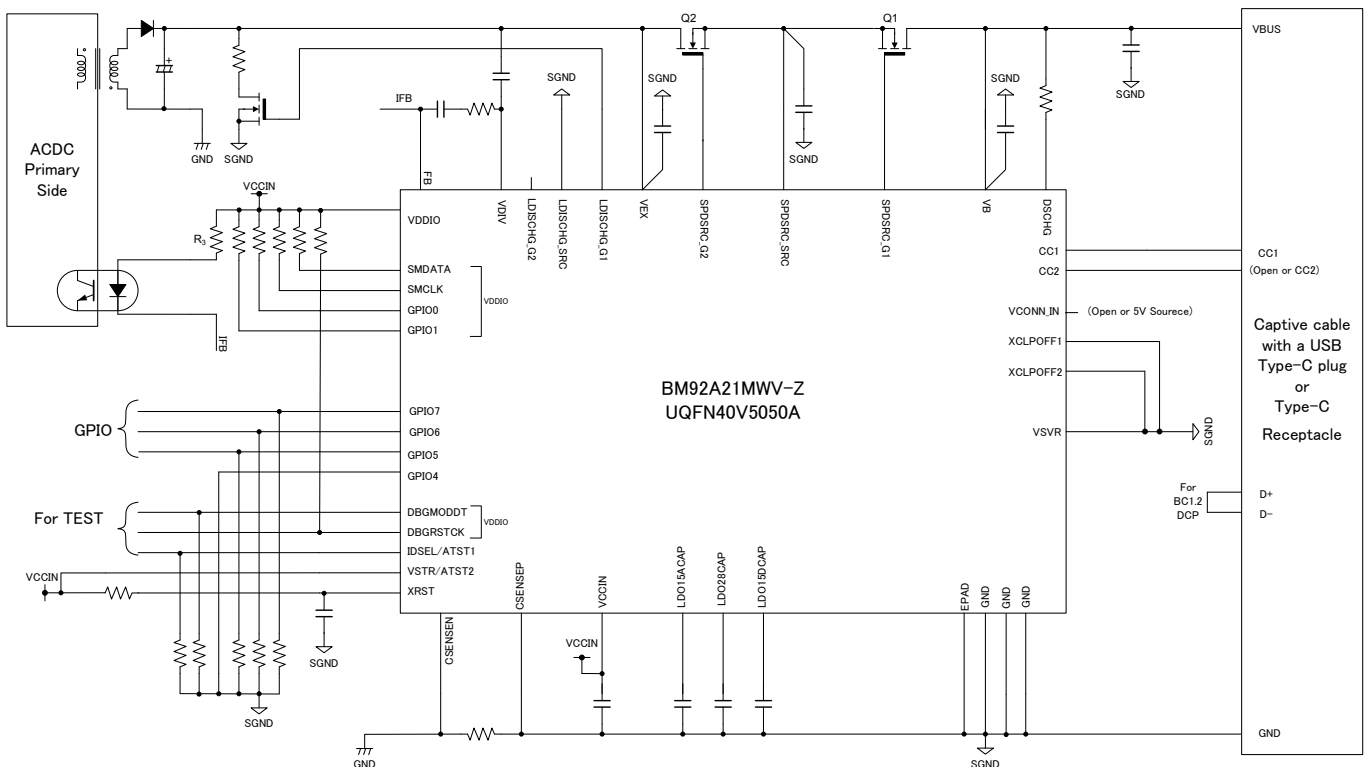 Q2
Q1
VBUS
SGND
SGND
SGND
IFB
SGND
GND
SGND
ACDC
Primary
Side
FB
VCCIN
R3
VDDIO
VDIV
LDISCHG_G2
LDISCHG_SRC
LDISCHG_G1
VEX
SPDSRC_G2
SPDSRC_SRC
SPDSRC_G1
VB
DSCHG
CC1
CC1
CC2
(Open or CC2)
SMDATA
SMCLK
VDDIO
GPIO0
GPIO1
VCONN_IN
(Open or 5V Sourece)
IFB
XCLPOFF1
XCLPOFF2
Captive cable
with a USB
Type-C plug
or
Type-C
Receptacle
BM92A21MWV-Z
UQFN40V5050A
GPIO
GPIO7
GPIO6
GPIO5
GPIO4
VSVR
SGND
For TEST
DBGMODDT
DBGRSTCK
VDDIO
IDSEL/ATST1
VSTR/ATST2
XRST
For
BC1.2
DCP
D+
D-
VCCIN
CSENSEN
CSENSEP
VCCIN
LDO15ACAP
LDO28CAP
LDO15DCAP
EPAD
GND
GND
GND
SGND
VCCIN
SGND
GND
GND
SGND